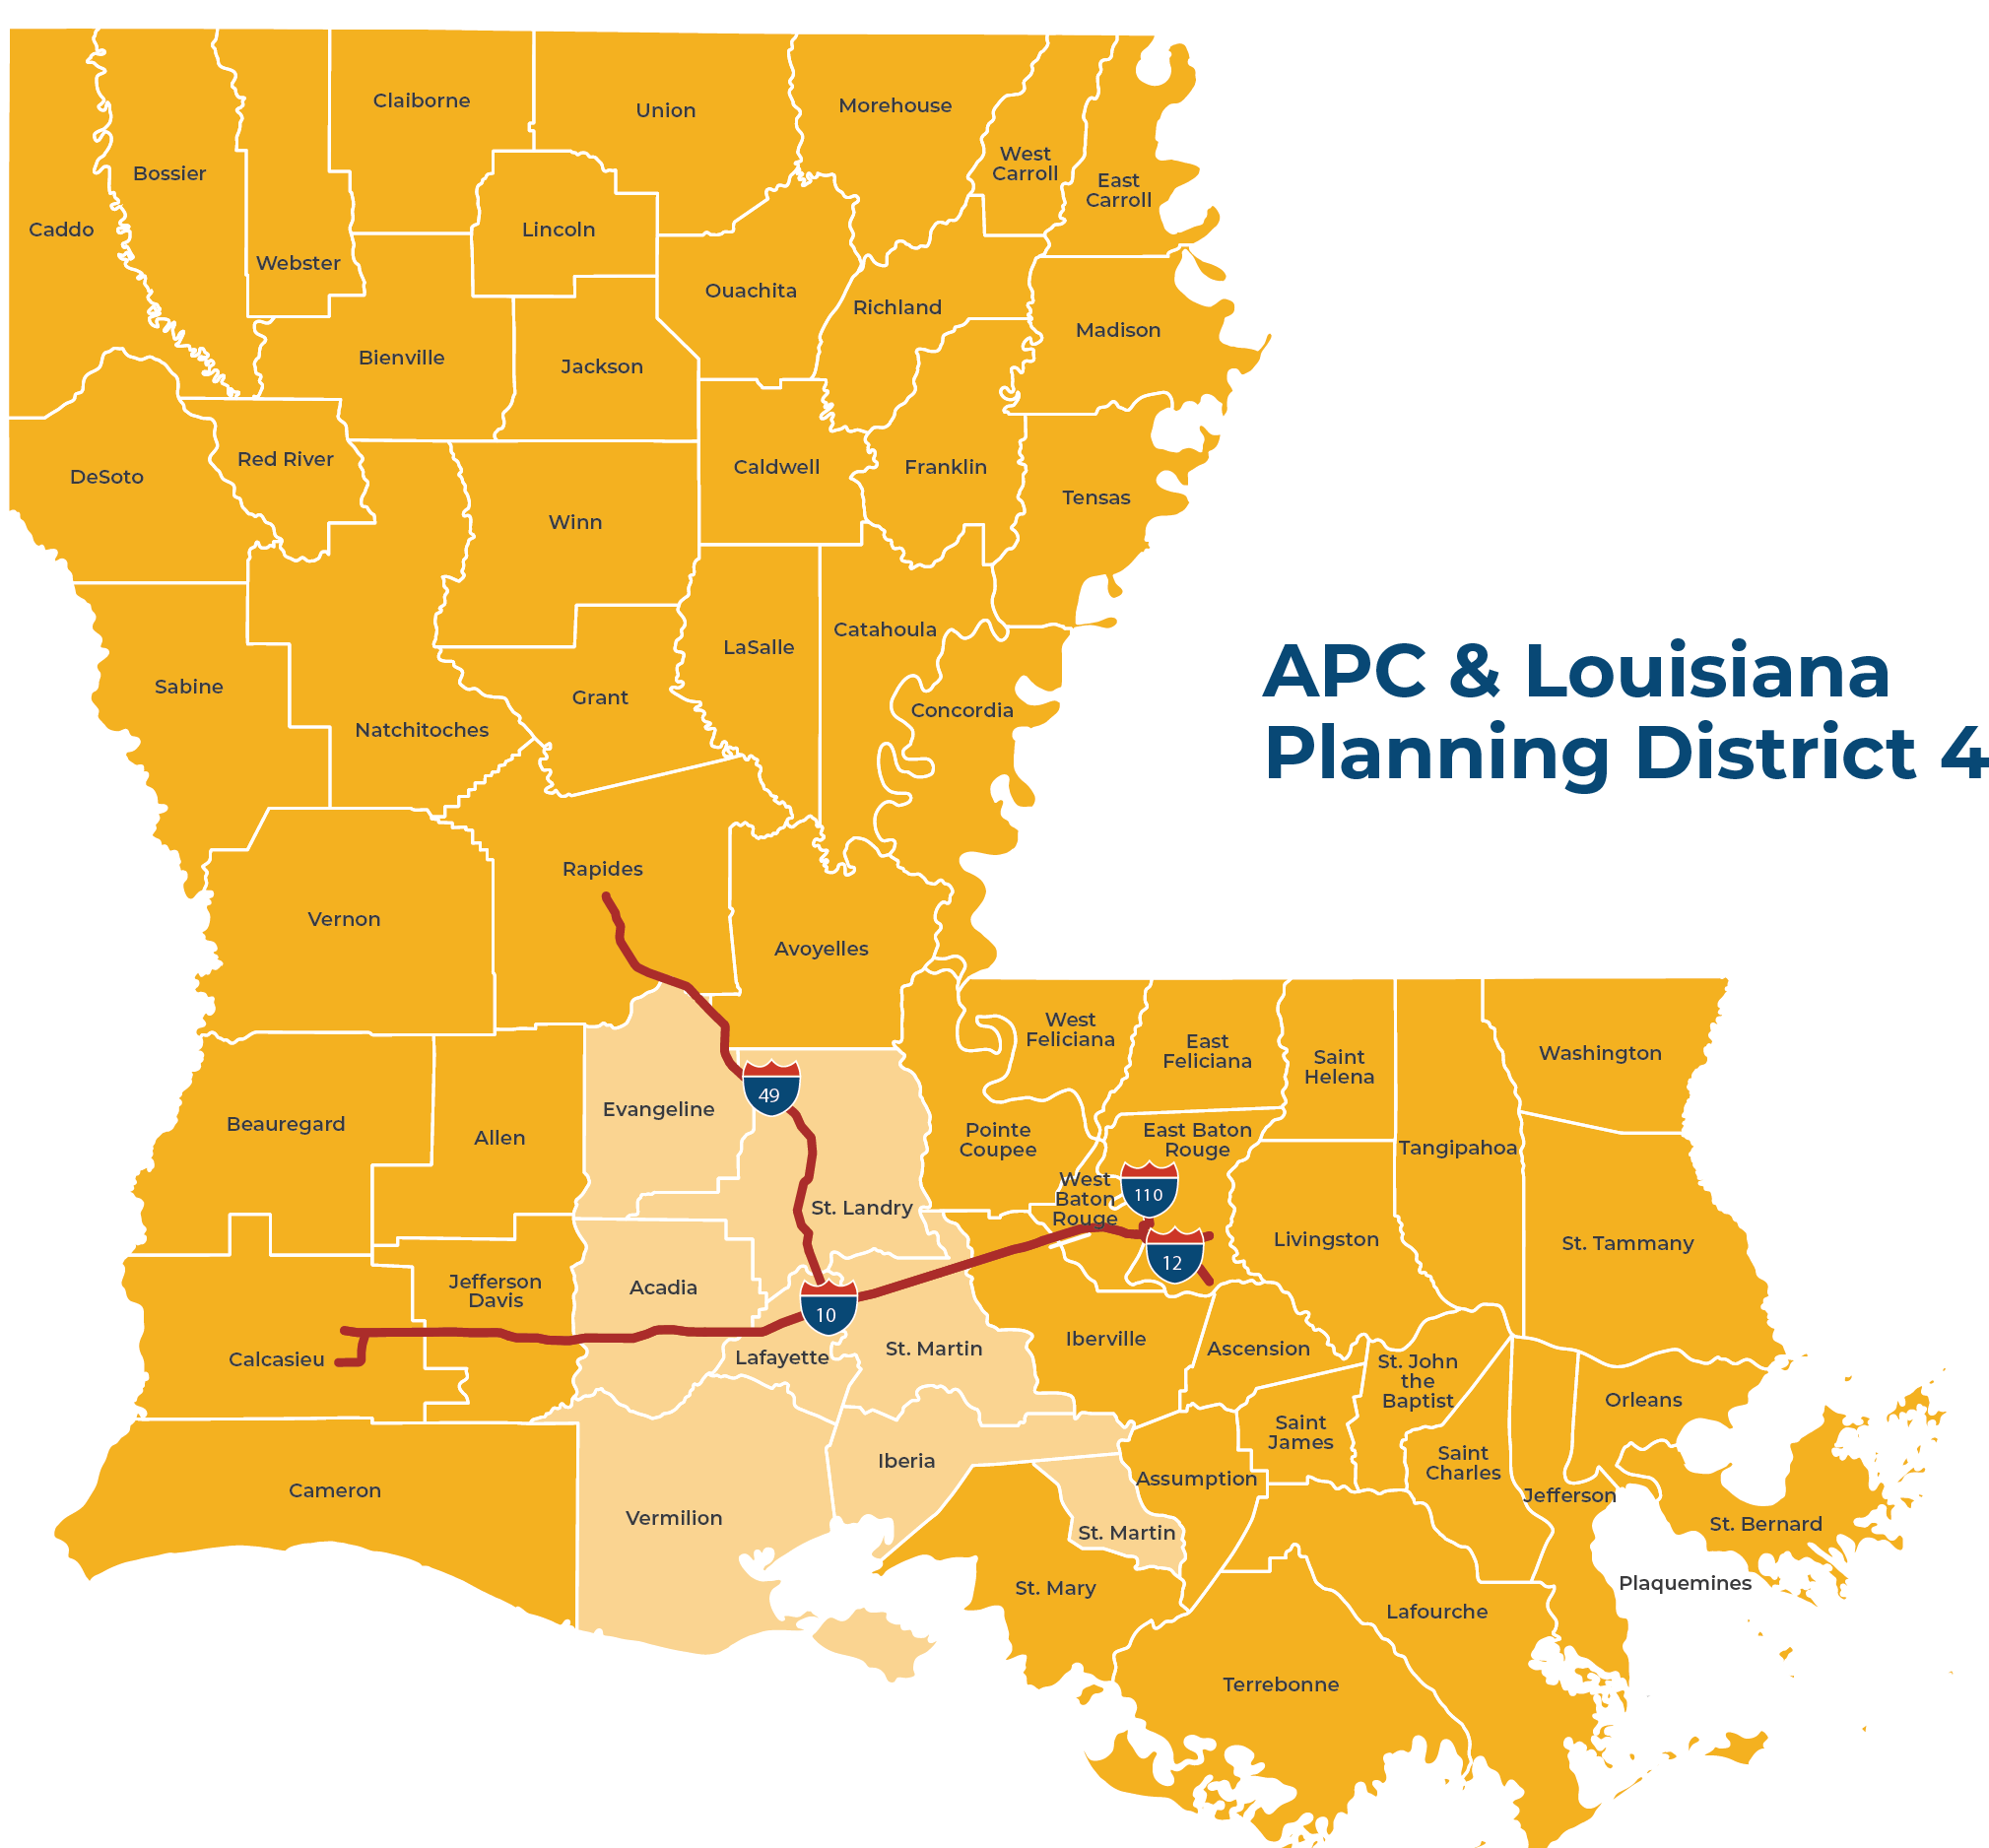 Claiborne
Union
Morehouse
West
Carroll
East
Carroll
Bossier
Caddo
Lincoln
Webster
Ouachita
Richland
Madison
Bienville
Jackson
Red River
DeSoto
Caldwell
Franklin
Tensas
Winn
Catahoula
LaSalle
APC & Louisiana
Planning District 4
Sabine
Grant
Concordia
Natchitoches
Rapides
Vernon
Avoyelles
West
Feliciana
East
Feliciana
Saint
Helena
Washington
49
Evangeline
Beauregard
Allen
Pointe
Coupee
East Baton
Rouge
Tangipahoa
West
Baton
Rouge
110
St. Landry
Livingston
St. Tammany
12
Jefferson
Davis
Acadia
10
Calcasieu
Lafayette
St. Martin
Iberville
Ascension
St. John
the
Baptist
Orleans
Saint
James
Iberia
Saint
Charles
Assumption
Cameron
Jefferson
Vermilion
St. Martin
St. Bernard
St. Mary
Plaquemines
Lafourche
Terrebonne